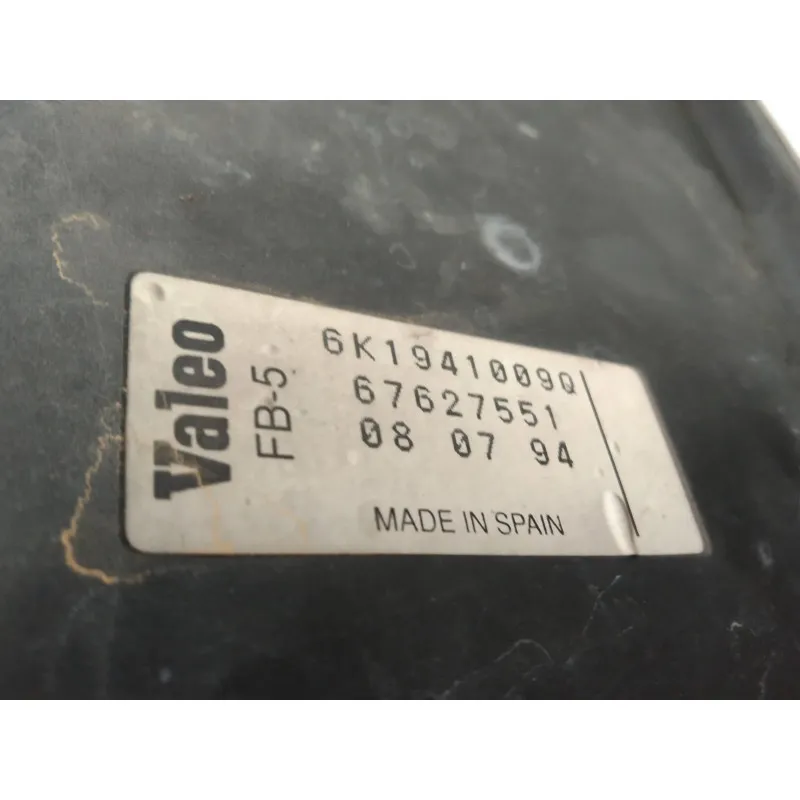 Valeo
FB-5
6K1941009Q
67627551
08 07 94
MADE IN SPAIN